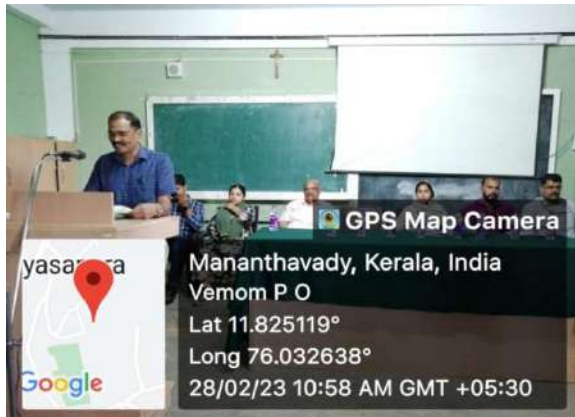 GPS Map Camera
Mananthavady, Kerala, India
Vemom P O
Lat 11.825119°
Long 76.032638°
28/02/23 10:58 AM GMT +05:30
Google